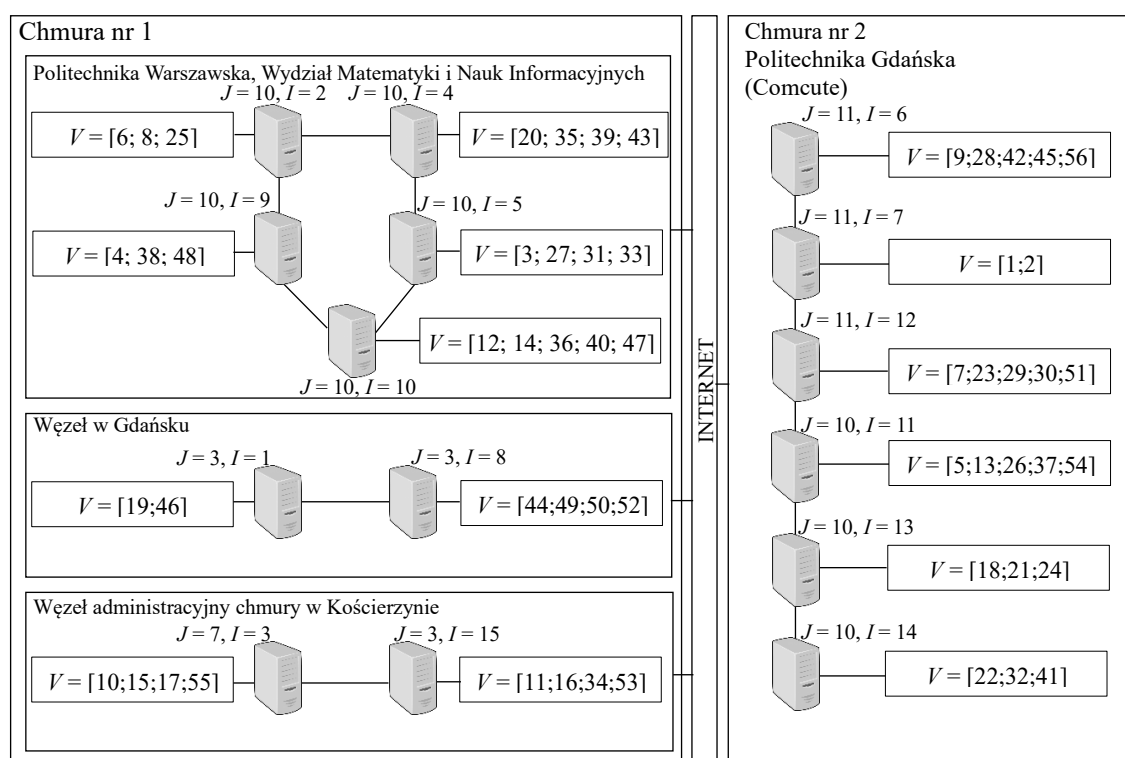 Chmura nr 1
Politechnika Warszawska, Wydział Matematyki i Nauk Informacyjnych
J = 10, I = 2
J = 10, I = 4
V = ⌈6; 8; 25⌉
V = ⌈20; 35; 39; 43⌉
J = 10, I = 9
J = 10, I = 5
V = ⌈4; 38; 48⌉
V = ⌈3; 27; 31; 33⌉
V = ⌈12; 14; 36; 40; 47⌉
J = 10, I = 10
Węzeł w Gdańsku
J = 3, I = 1
J = 3, I = 8
V = ⌈19;46⌉
V = ⌈44;49;50;52⌉
Węzeł administracyjny chmury w Kościerzynie
J = 7, I = 3
J = 3, I = 15
V = ⌈10;15;17;55⌉
V = ⌈11;16;34;53⌉
INTERNET
Chmura nr 2
Politechnika Gdańska
(Comcute)
J = 11, I = 6
V = ⌈9;28;42;45;56⌉
J = 11, I = 7
V = ⌈1;2⌉
J = 11, I = 12
V = ⌈7;23;29;30;51⌉
J = 10, I = 11
V = ⌈5;13;26;37;54⌉
J = 10, I = 13
V = ⌈18;21;24⌉
J = 10, I = 14
V = ⌈22;32;41⌉